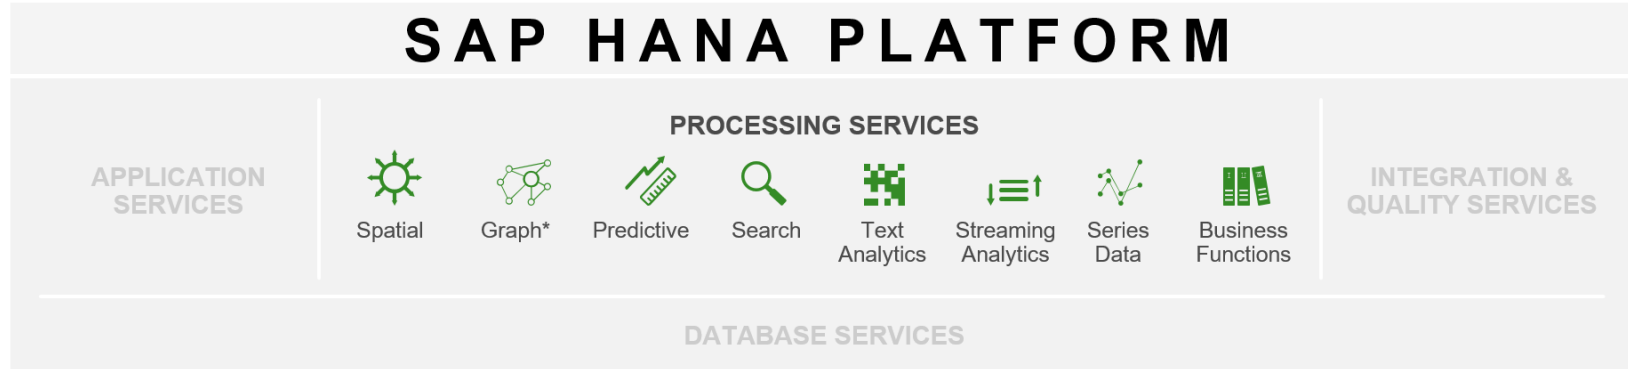 SAP HANA PLATFORM
PROCESSING SERVICES
APPLICATION
SERVICES
Spatial
Graph*
Predictive
Search
Text
Analytics
Streaming
Analytics
Series
Data
Business
Functions
INTEGRATION &
QUALITY SERVICES
DATABASE SERVICES